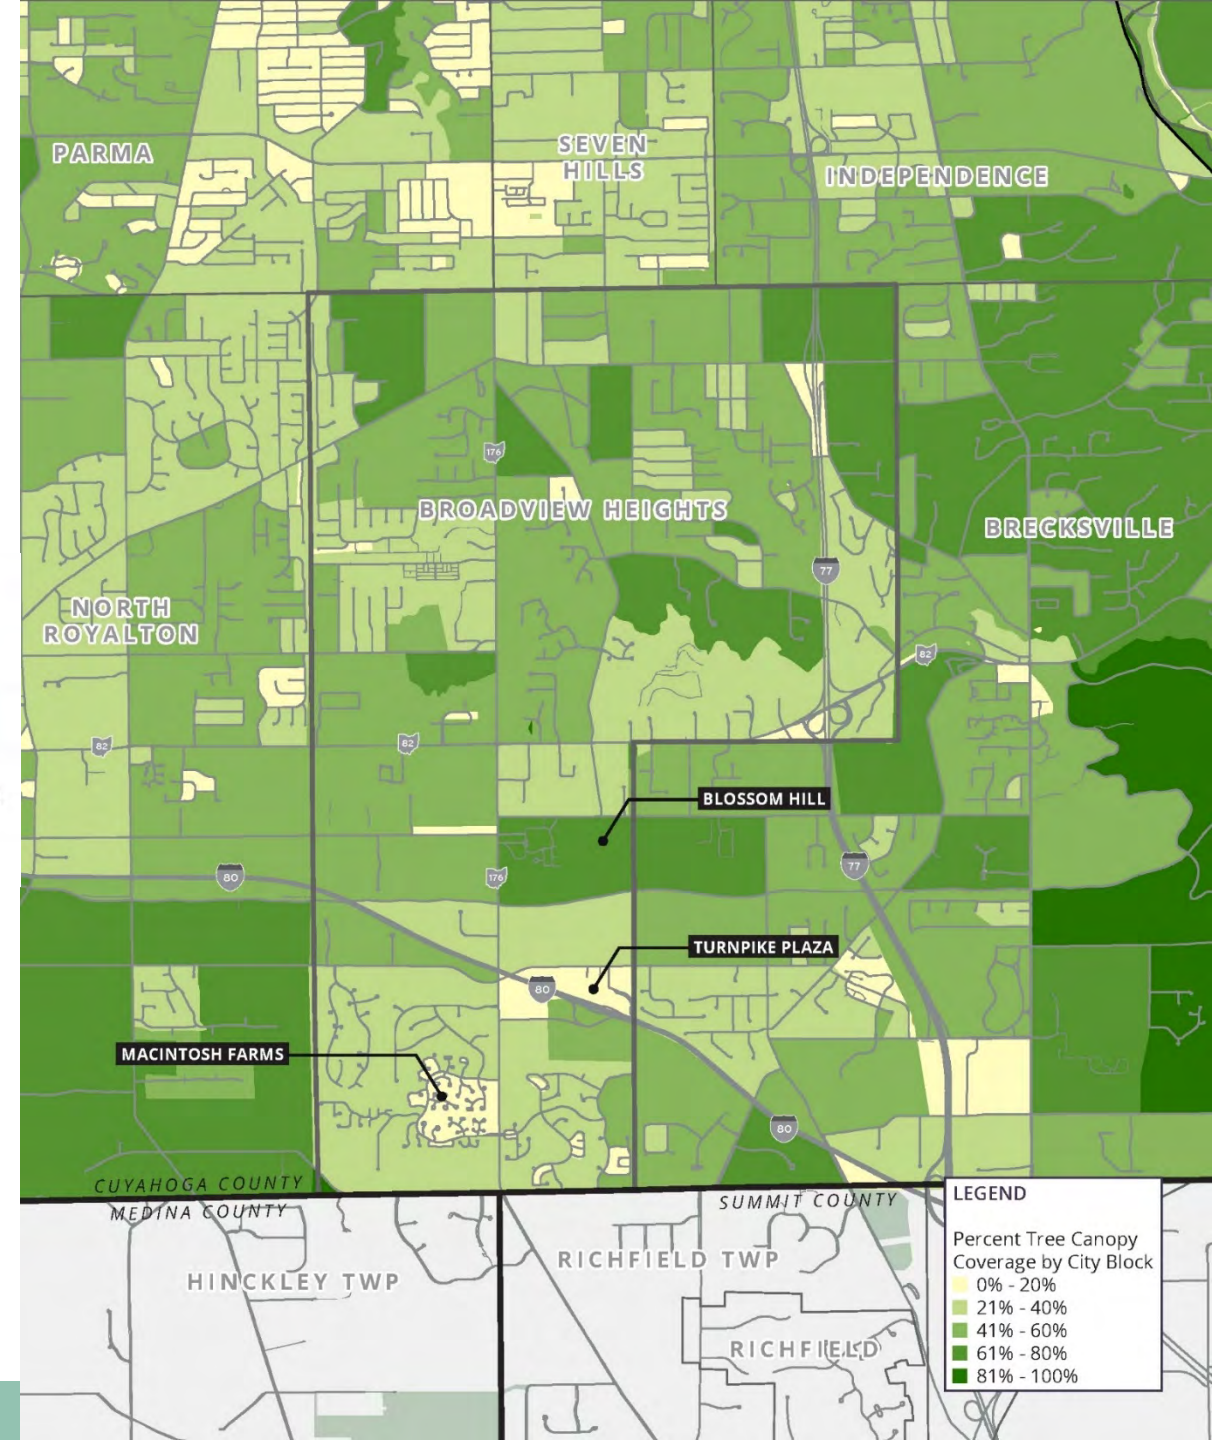 PARMA
SEVEN
HILLS
INDEPENDENCE
176
BROADVIEW HEIGHTS
BRECKSVILLE
77
NORTH
ROYALTON
82
82
82
BLOSSOM HILL
77
80
176
TURNPIKE PLAZA
80
MACINTOSH FARMS
80
CUYAHOGA COUNTY
MEDINA COUNTY
SUMMIT COUNTY
HINCKLEY TWP
RICHFIELD TWP
RICHFIELD
LEGEND
Percent Tree Canopy
Coverage by City Block
0% - 20%
21% - 40%
41% - 60%
61% - 80%
81% - 100%